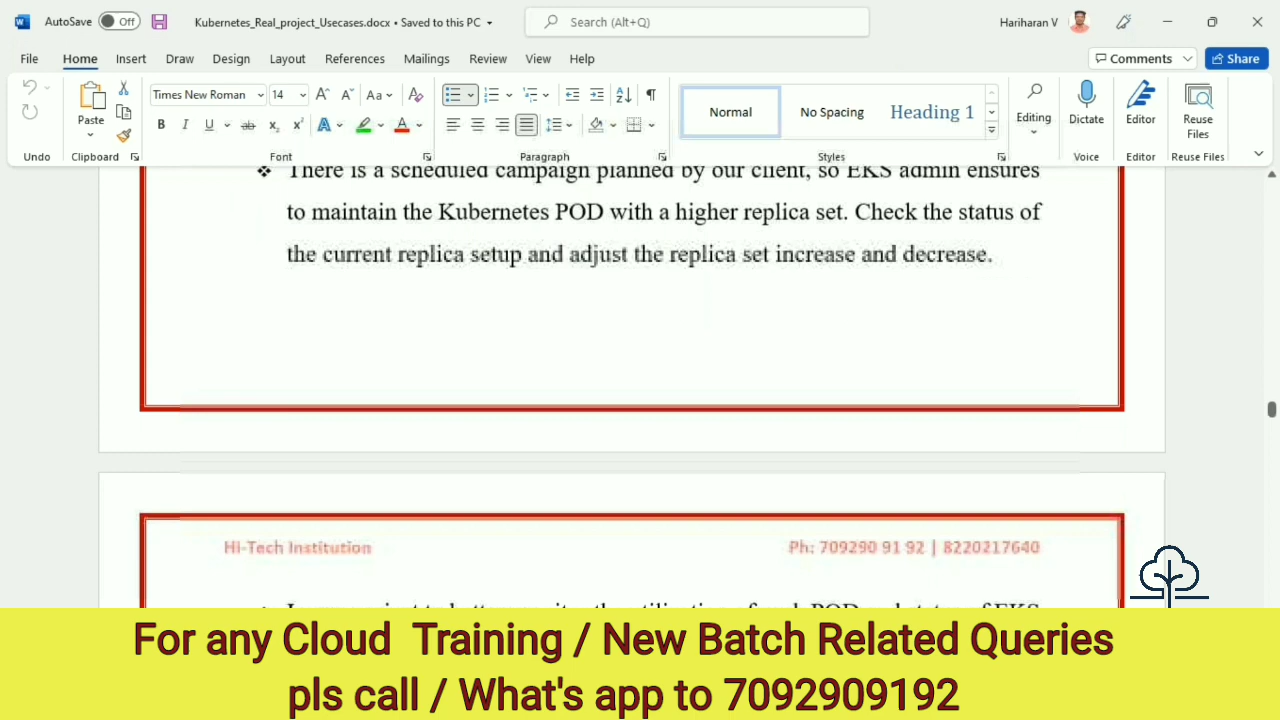 AutoSave Off Kubernetes_Real_project_Usecases.docx • Saved to this PC Search (Alt+Q) Hariharan V
File Home Insert Draw Design Layout References Mailings Review View Help Comments Share
Times New Roman 14 Aa Normal No Spacing Heading 1
Paste Editing Dictate Editor Reuse Files
Undo Clipboard Font Paragraph Styles Voice Editor Reuse Files
❖ There is a scheduled campaign planned by our client, so EKS admin ensures
to maintain the Kubernetes POD with a higher replica set. Check the status of
the current replica setup and adjust the replica set increase and decrease.
HI-Tech Institution Ph: 709290 91 92 | 8220217640
For any Cloud Training / New Batch Related Queries
pls call / What's app to 7092909192